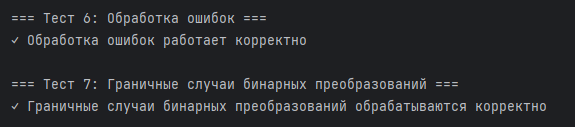 === Тест 6: Обработка ошибок ===
✓ Обработка ошибок работает корректно
=== Тест 7: Граничные случаи бинарных преобразований ===
✓ Граничные случаи бинарных преобразований обрабатываются корректно